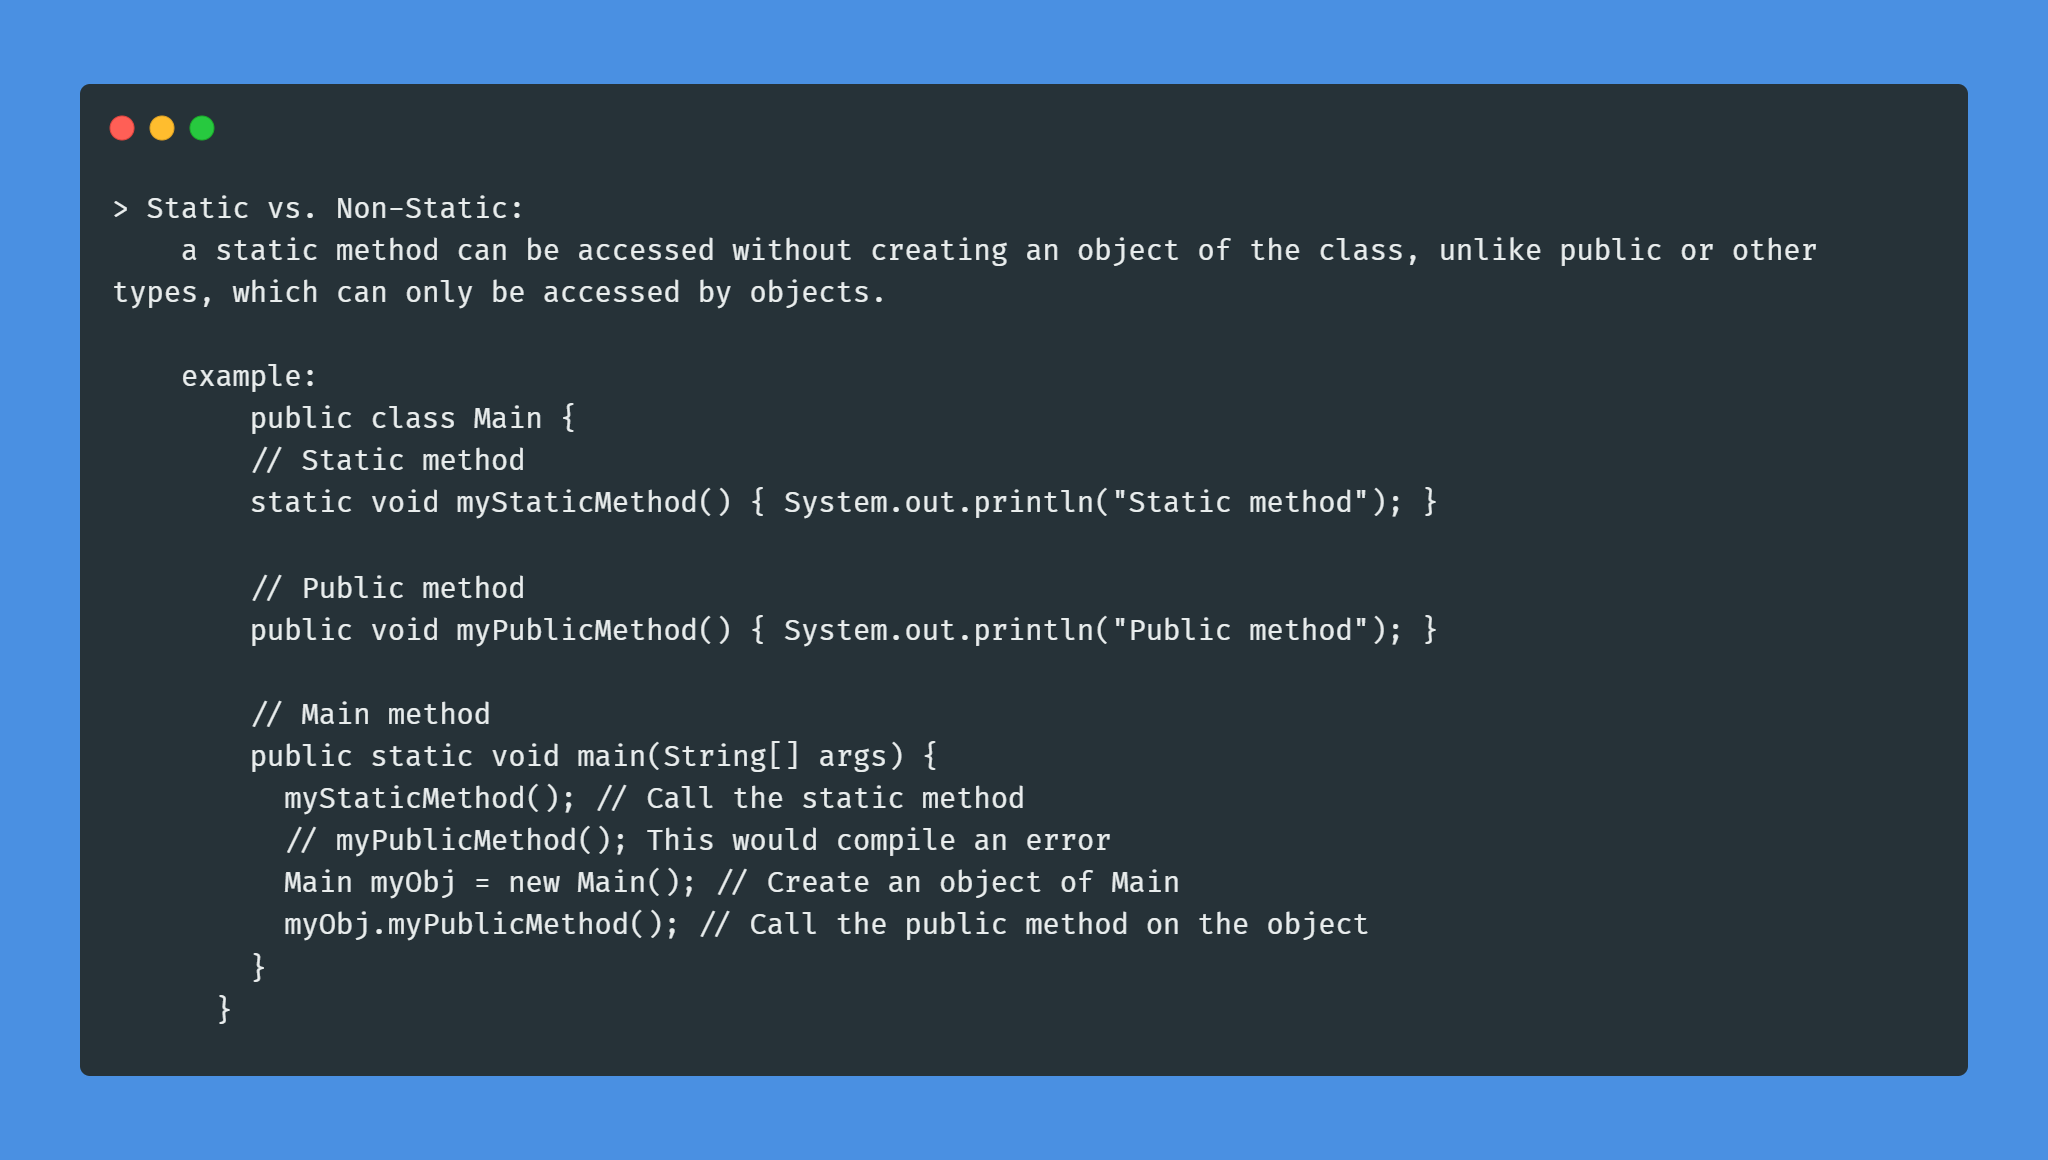 > Static vs. Non-Static:
    a static method can be accessed without creating an object of the class, unlike public or other
types, which can only be accessed by objects.

    example:
        public class Main {
        // Static method
        static void myStaticMethod() { System.out.println("Static method"); }

        // Public method
        public void myPublicMethod() { System.out.println("Public method"); }

        // Main method
        public static void main(String[] args) {
          myStaticMethod(); // Call the static method
          // myPublicMethod(); This would compile an error
          Main myObj = new Main(); // Create an object of Main
          myObj.myPublicMethod(); // Call the public method on the object
        }
      }